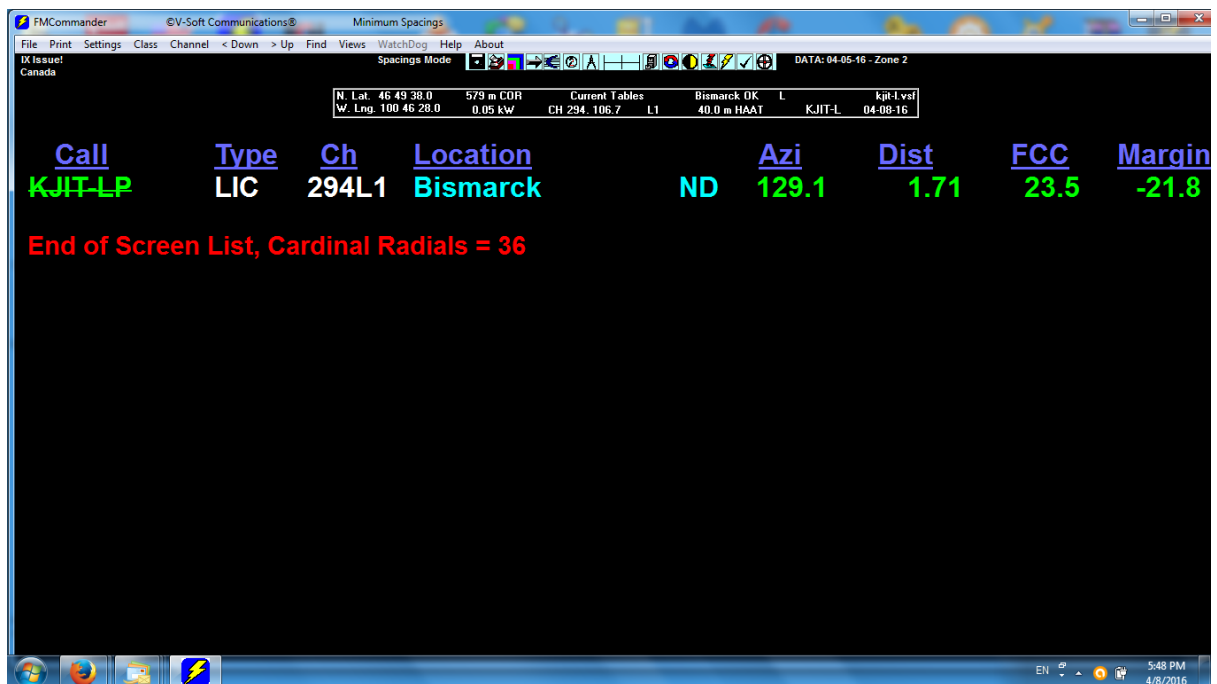 FMCommander ©V-Soft Communications® Minimum Spacings
File Print Settings Class Channel < Down > Up Find Views WatchDog Help About
IX Issue! Spacings Mode DATA: 04-05-16 - Zone 2
Canada
N. Lat. 46 49 38.0 579 m COR Current Tables Bismarck OK L kjit-l.vsf
W. Lng. 100 46 28.0 0.05 kW CH 294. 106.7 L1 40.0 m HAAT KJIT-L 04-08-16
Call Type Ch Location Azi Dist FCC Margin
KJIT-LP LIC 294L1 Bismarck ND 129.1 1.71 23.5 -21.8
End of Screen List, Cardinal Radials = 36
EN 5:48 PM
4/8/2016